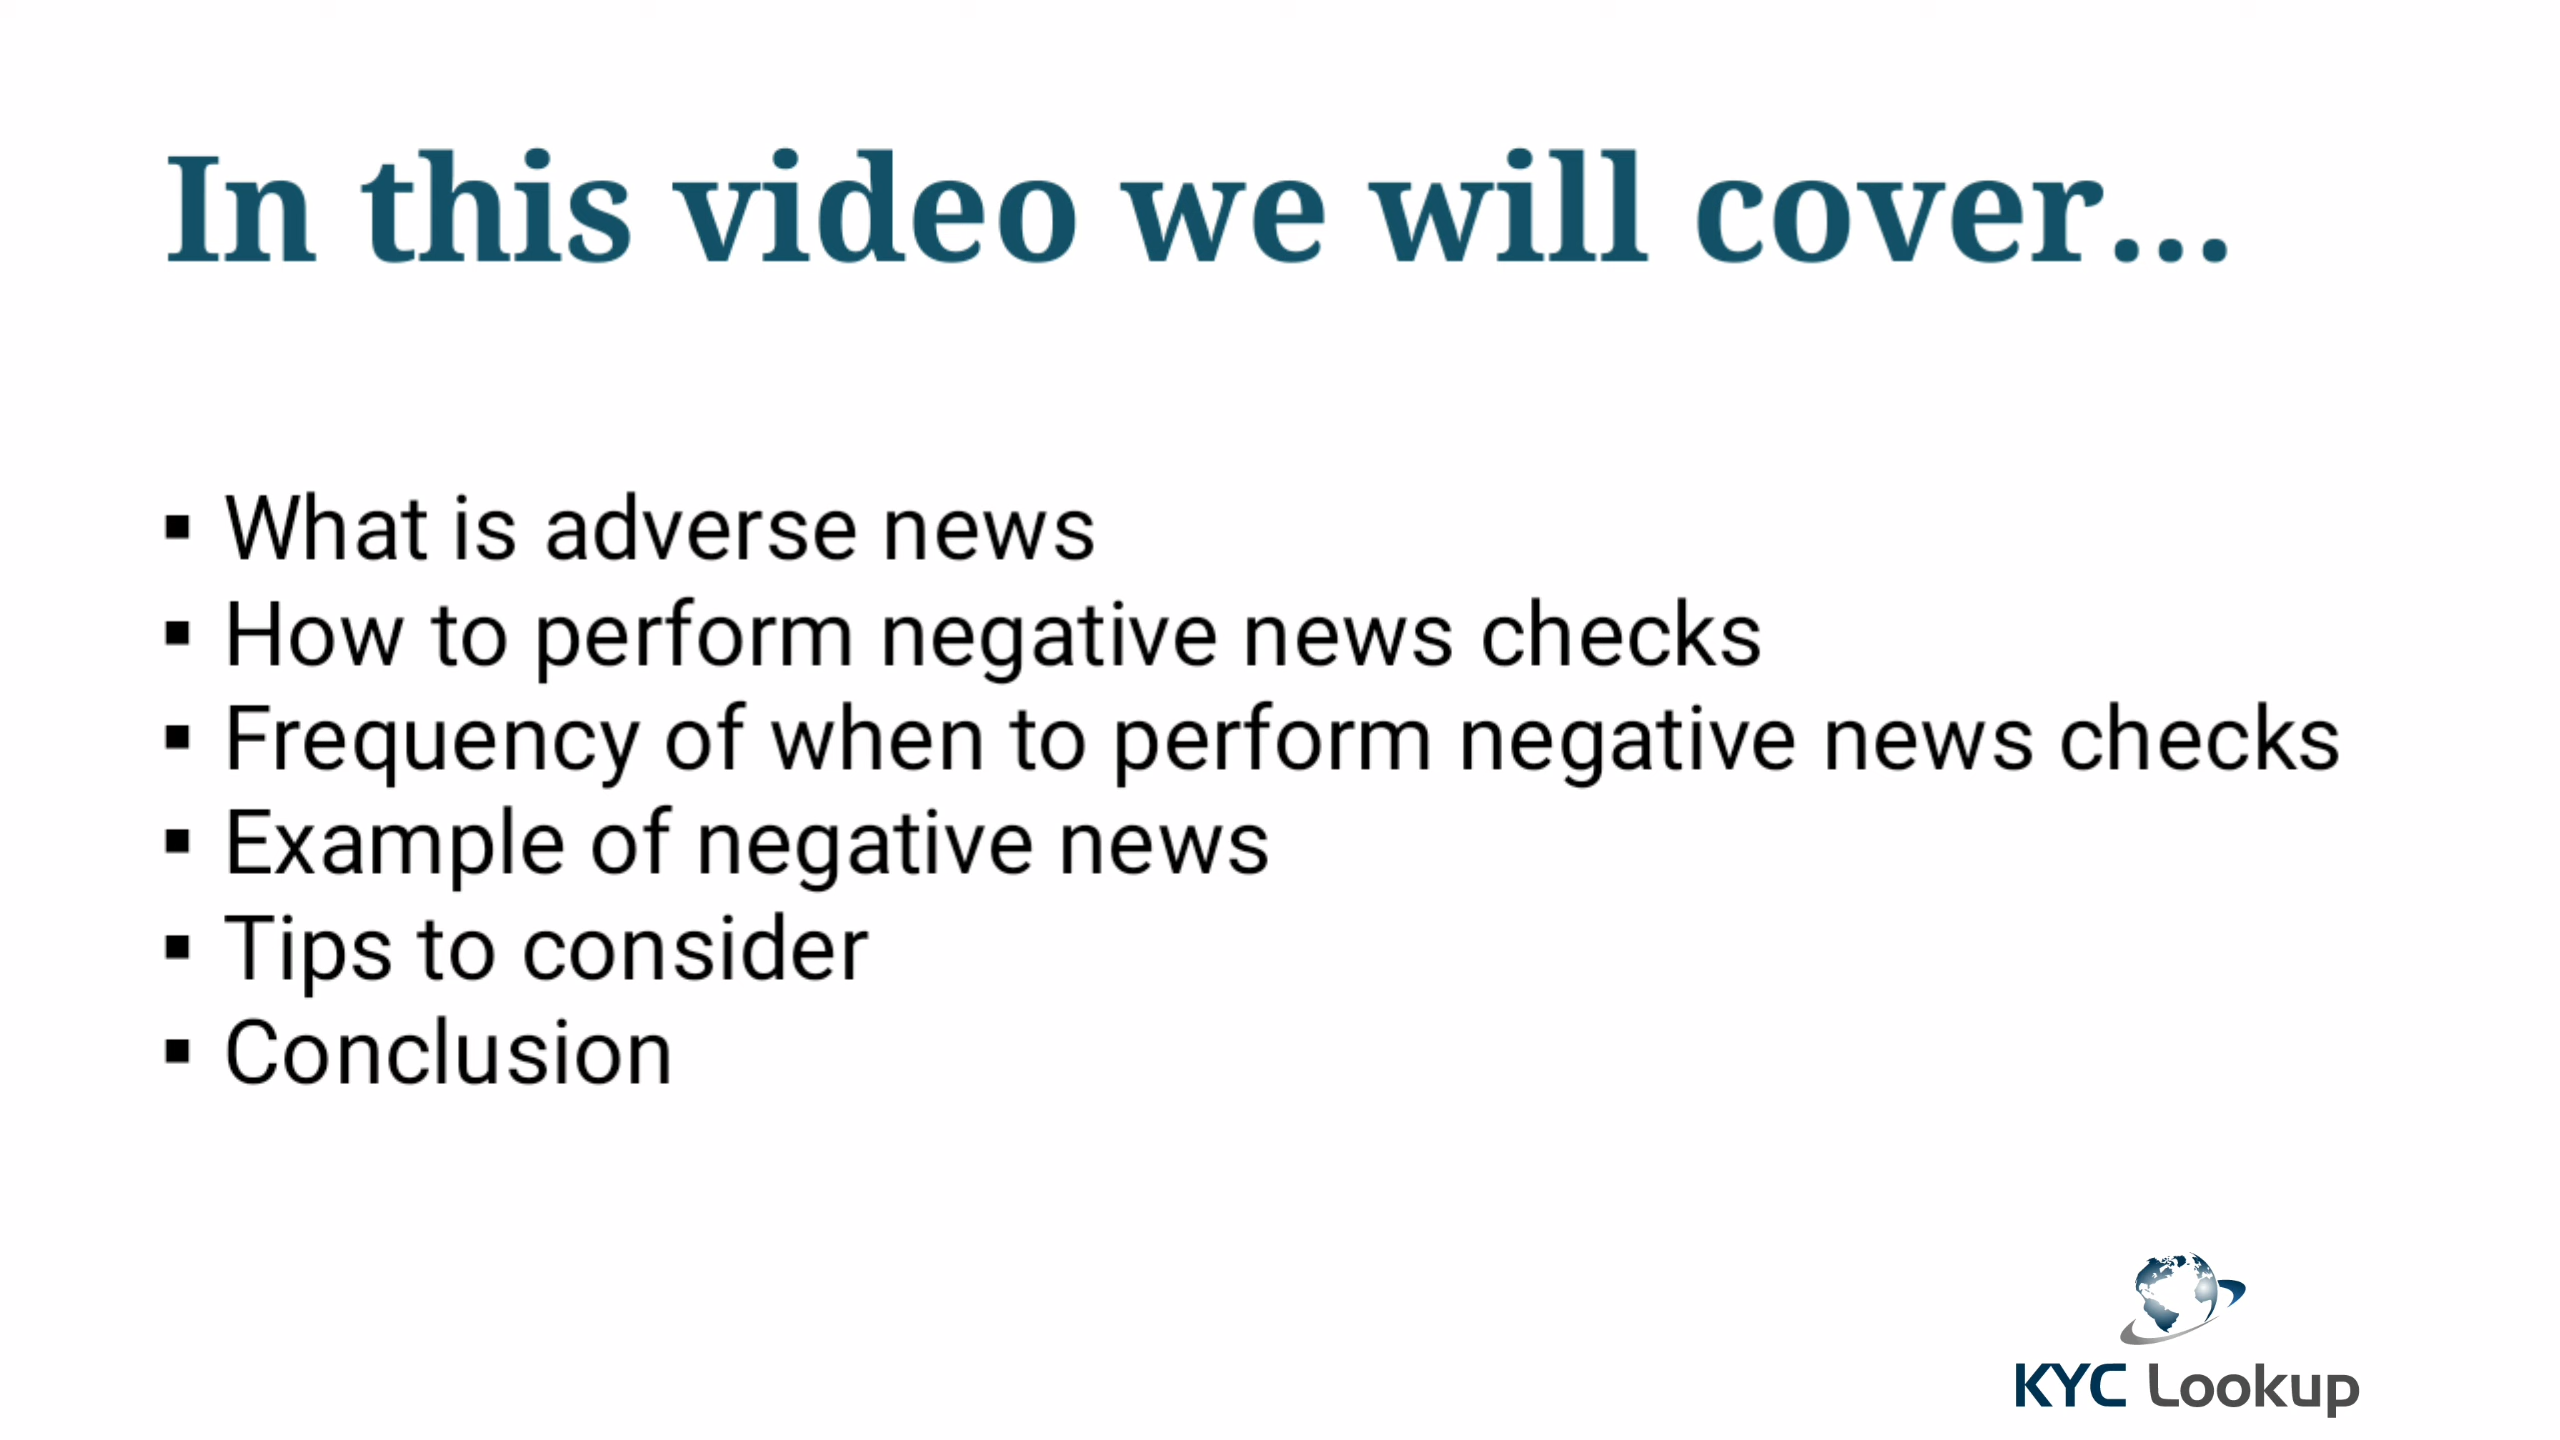 In this video we will cover...
▪ What is adverse news
▪ How to perform negative news checks
▪ Frequency of when to perform negative news checks
▪ Example of negative news
▪ Tips to consider
▪ Conclusion
KYC Lookup